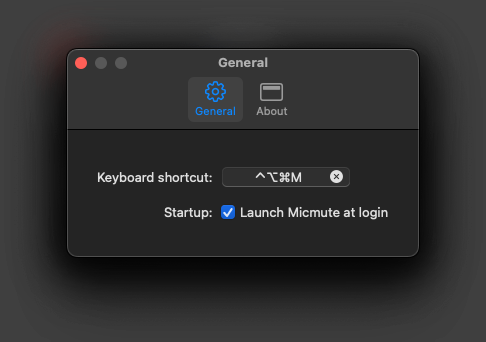 General
General About
Keyboard shortcut: ⌃⌥⌘M
Startup: Launch Micmute at login